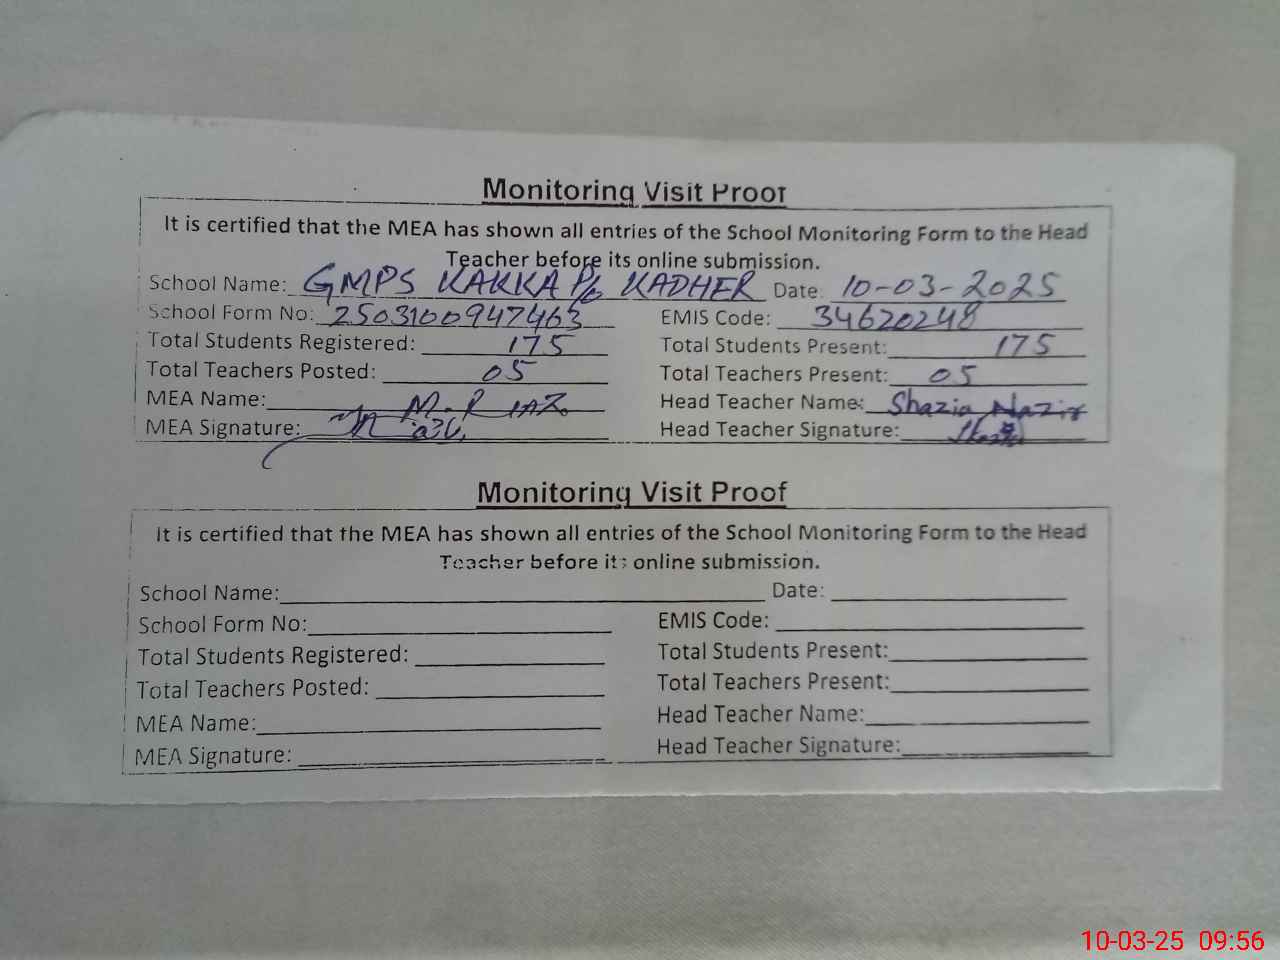 Monitoring Visit Proof
It is certified that the MEA has shown all entries of the School Monitoring Form to the Head
Teacher before its online submission.
School Name: GMPS KAKKA P/o KADHER Date: 10-03-2025
School Form No: 2503100947463 EMIS Code: 34620248
Total Students Registered: 175 Total Students Present: 175
Total Teachers Posted: 05 Total Teachers Present: 05
MEA Name: M. RIAZ Head Teacher Name: Shazia Nazir
MEA Signature: Head Teacher Signature:
Monitoring Visit Proof
It is certified that the MEA has shown all entries of the School Monitoring Form to the Head
Teacher before its online submission.
School Name: Date:
School Form No: EMIS Code:
Total Students Registered: Total Students Present:
Total Teachers Posted: Total Teachers Present:
MEA Name: Head Teacher Name:
MEA Signature: Head Teacher Signature:
10-03-25 09:56